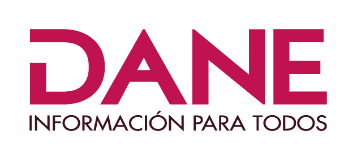 DANE
INFORMACIÓN PARA TODOS